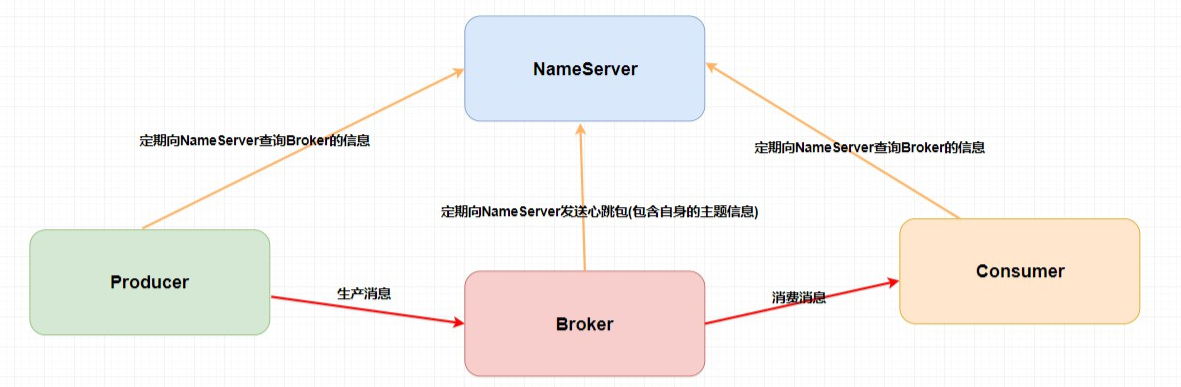 NameServer
定期向NameServer查询Broker的信息
定期向NameServer查询Broker的信息
定期向NameServer发送心跳包(包含自身的主题信息)
Producer
Consumer
生产消息
消费消息
Broker